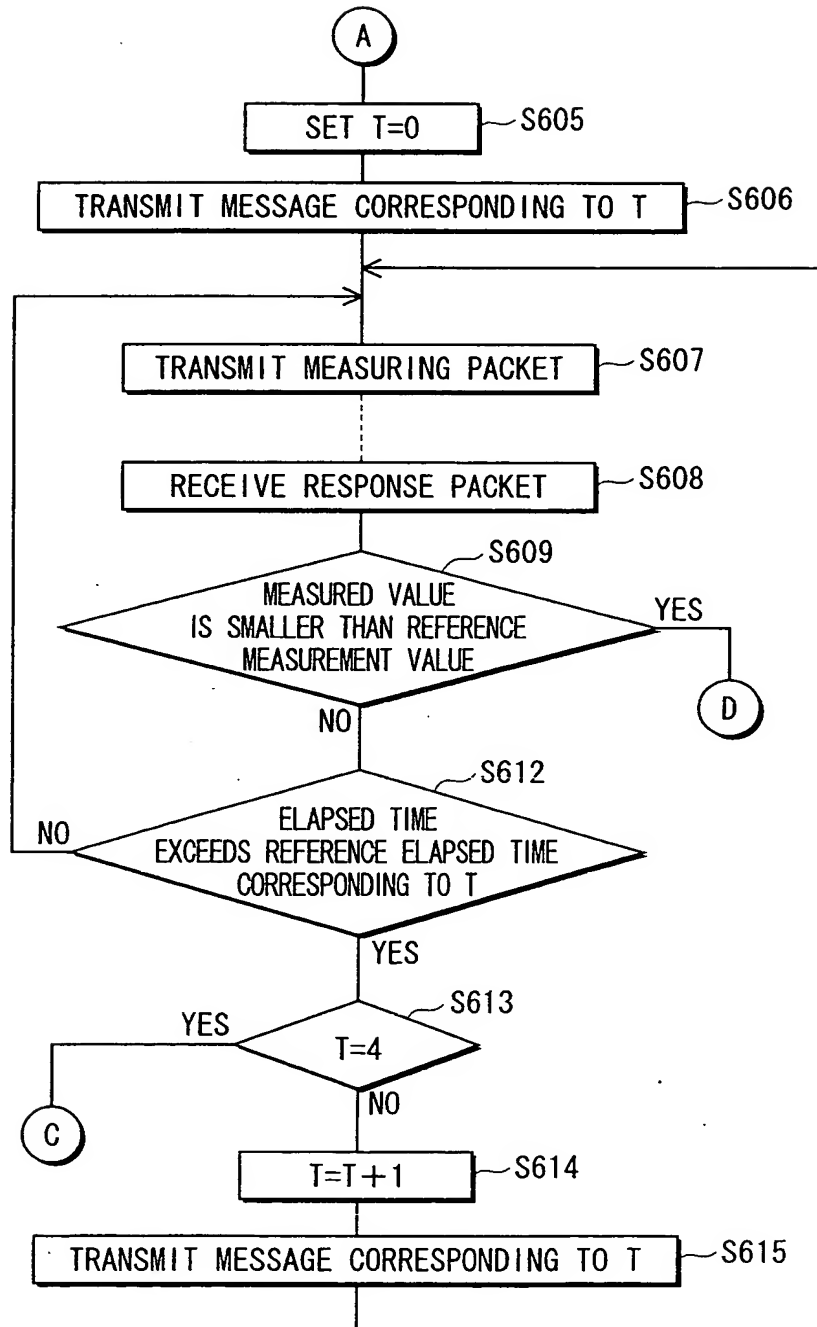 A
SET T=0
S605
TRANSMIT MESSAGE CORRESPONDING TO T
S606
TRANSMIT MEASURING PACKET
S607
RECEIVE RESPONSE PACKET
S608
S609
MEASURED VALUE
IS SMALLER THAN REFERENCE
MEASUREMENT VALUE
YES
D
NO
S612
ELAPSED TIME
EXCEEDS REFERENCE ELAPSED TIME
CORRESPONDING TO T
NO
YES
S613
YES
T=4
C
NO
T=T+1
S614
TRANSMIT MESSAGE CORRESPONDING TO T
S615